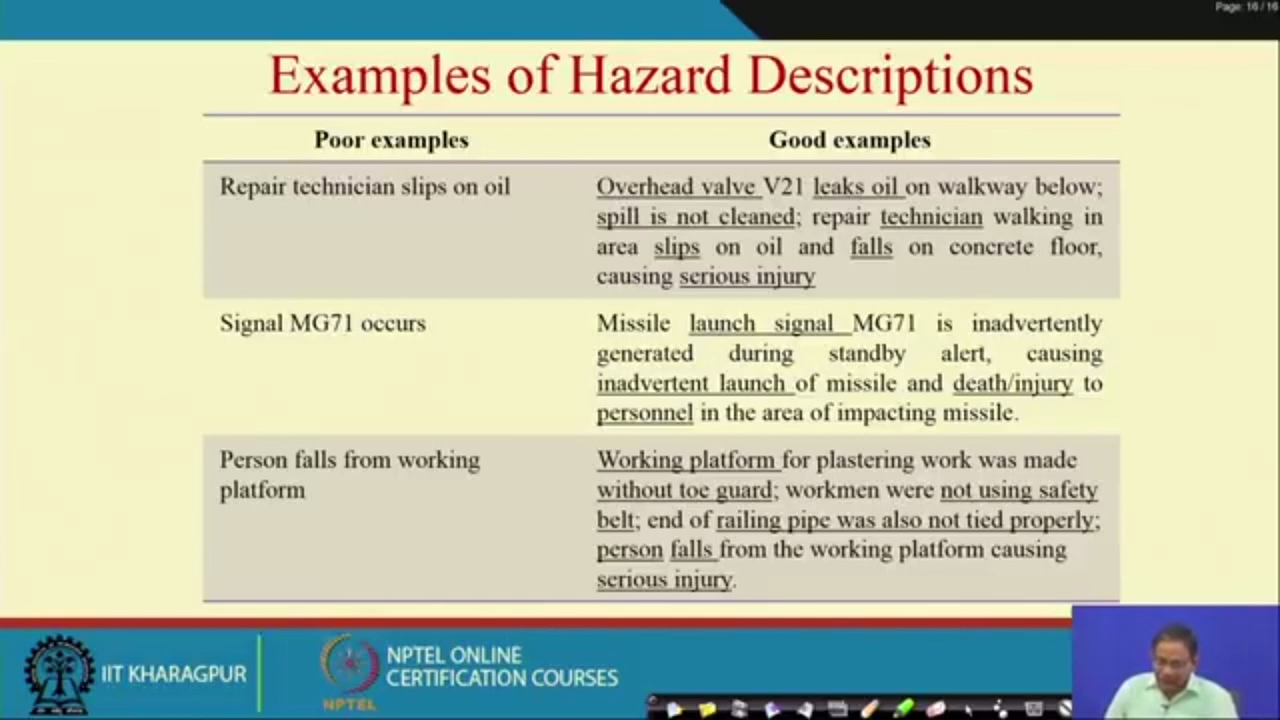 Page: 16 / 16
Examples of Hazard Descriptions
Poor examples
Good examples
Repair technician slips on oil
Overhead valve V21 leaks oil on walkway below;
spill is not cleaned; repair technician walking in
area slips on oil and falls on concrete floor,
causing serious injury
Signal MG71 occurs
Missile launch signal MG71 is inadvertently
generated during standby alert, causing
inadvertent launch of missile and death/injury to
personnel in the area of impacting missile.
Person falls from working
platform
Working platform for plastering work was made
without toe guard; workmen were not using safety
belt; end of railing pipe was also not tied properly;
person falls from the working platform causing
serious injury.
IIT KHARAGPUR
NPTEL
NPTEL ONLINE
CERTIFICATION COURSES